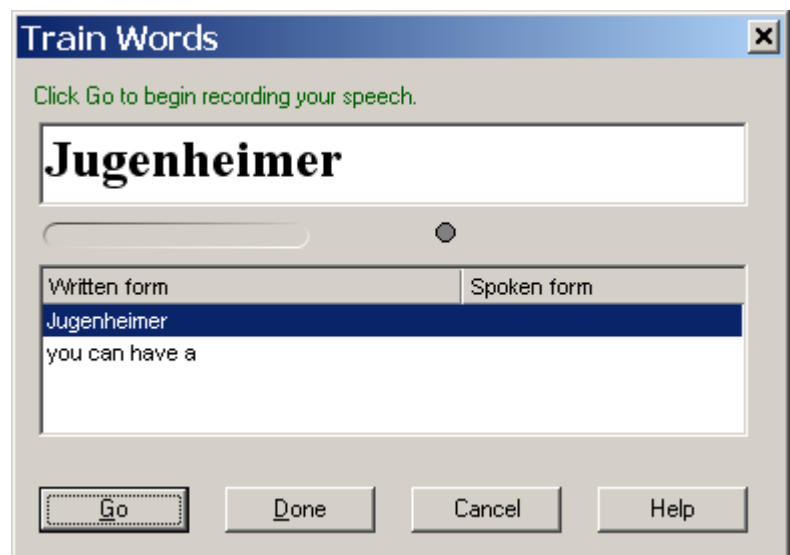 Train Words
Click Go to begin recording your speech.
Jugenheimer
Written form Spoken form
Jugenheimer
you can have a
Go Done Cancel Help